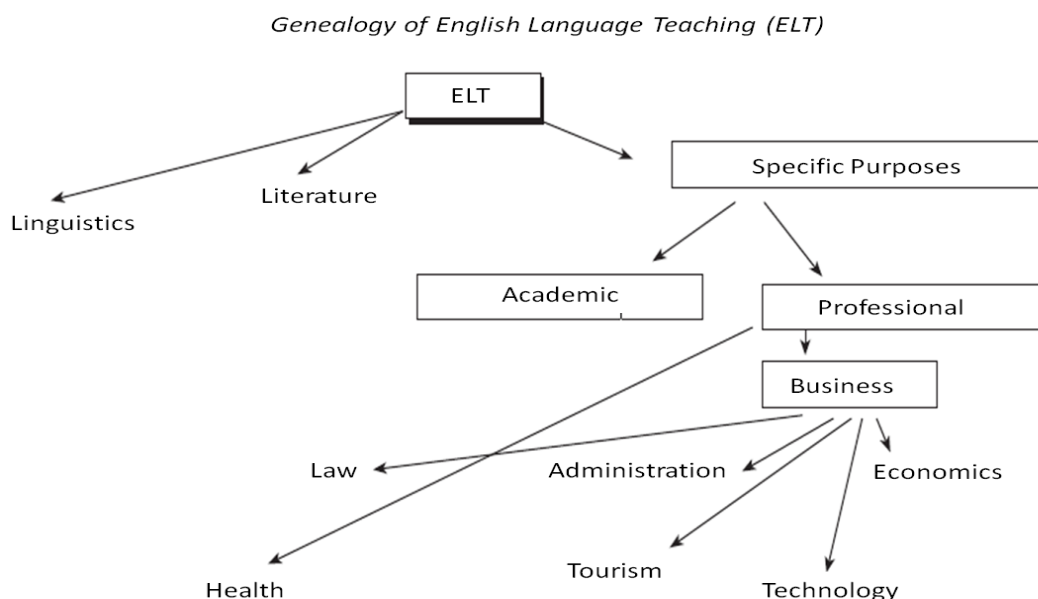 Genealogy of English Language Teaching (ELT)
ELT
Specific Purposes
Literature
Linguistics
Academic
Professional
Business
Law
Administration
Economics
Health
Tourism
Technology